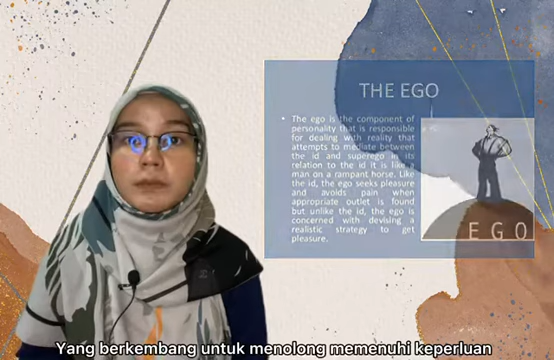 THE EGO
• The ego is the component of
personality that is responsible
for dealing with reality that
attempts to mediate between
the id and superego in its
relation to the id it is like a
man on a rampant horse. Like
the id, the ego seeks pleasure
and avoids pain when
appropriate outlet is found
but unlike the id, the ego is
concerned with devising a
realistic strategy to get
pleasure.
EGO
Yang berkembang untuk menolong memenuhi keperluan